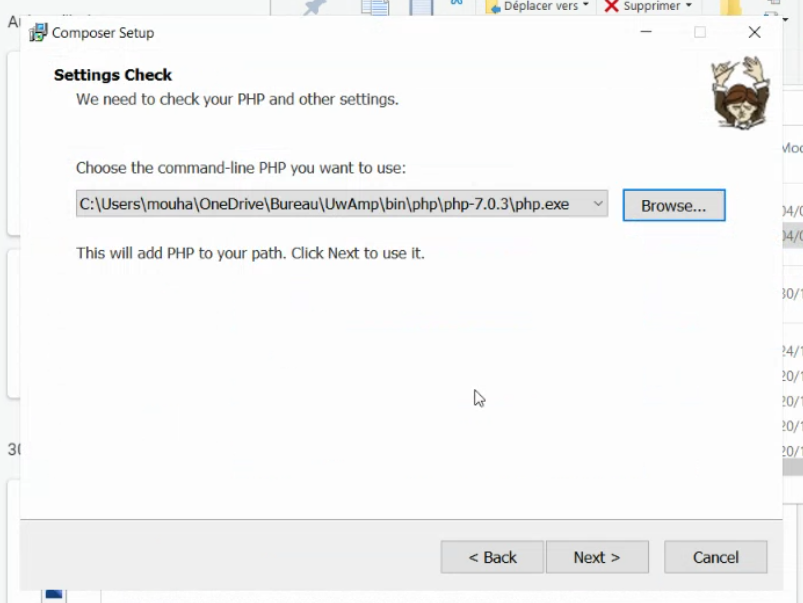 Déplacer vers
Supprimer
Composer Setup
Settings Check
We need to check your PHP and other settings.
Choose the command-line PHP you want to use:
C:\Users\mouha\OneDrive\Bureau\UwAmp\bin\php\php-7.0.3\php.exe
Browse...
This will add PHP to your path. Click Next to use it.
< Back
Next >
Cancel